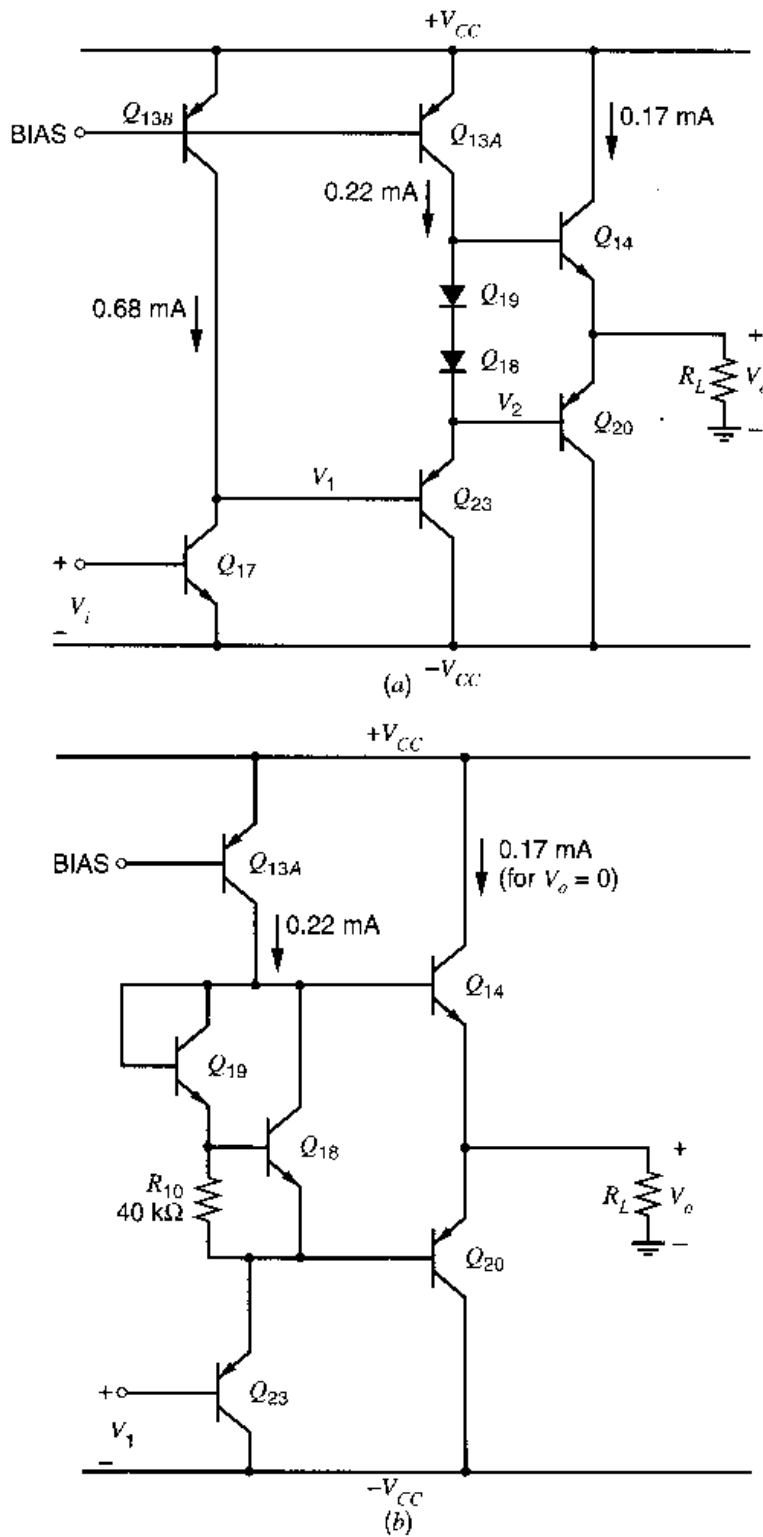 +V_CC
Q_13B
BIAS
Q_13A
0.17 mA
0.22 mA
Q_14
Q_19
0.68 mA
Q_18
+
R_L
V_2
Q_20
−
V_1
Q_23
+
Q_17
V_i
−
−V_CC
(a)
+V_CC
BIAS
Q_13A
0.17 mA
(for V_o = 0)
0.22 mA
Q_14
Q_19
Q_18
+
R_10
40 kΩ
R_L
V_o
−
Q_20
+
Q_23
V_1
−
−V_CC
(b)